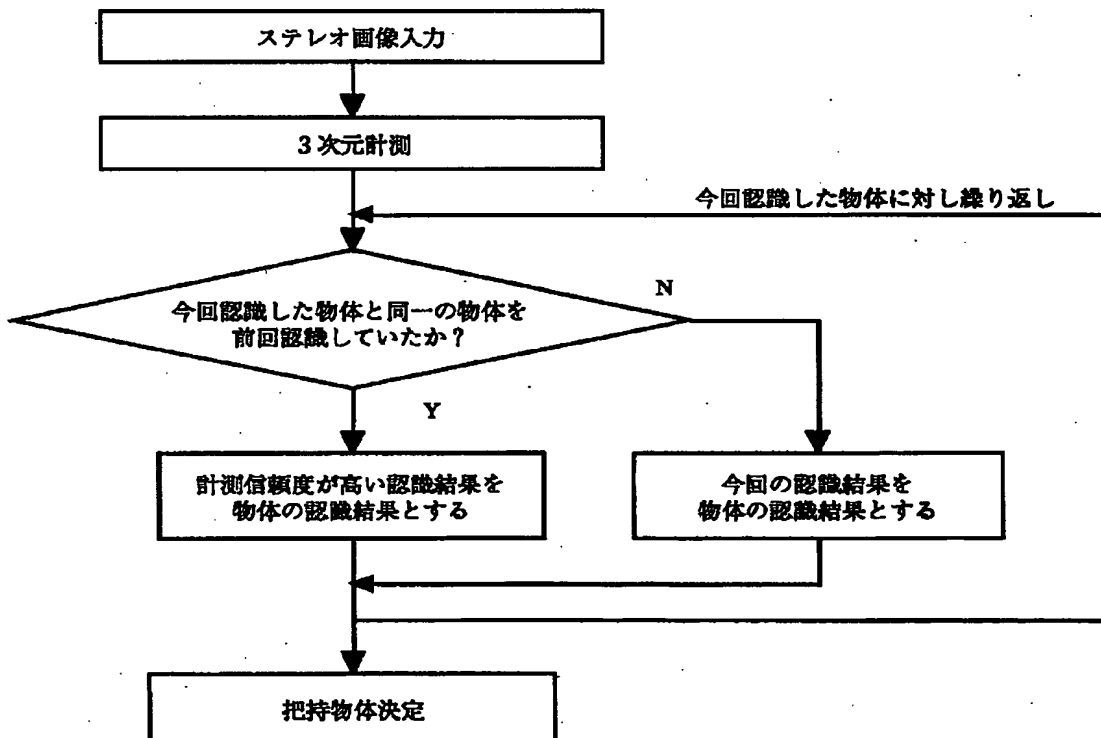 ステレオ画像入力
3次元計測
今回認識した物体に対し繰り返し
今回認識した物体と同一の物体を
前回認識していたか？
N
Y
計測信頼度が高い認識結果を
物体の認識結果とする
今回の認識結果を
物体の認識結果とする
把持物体決定